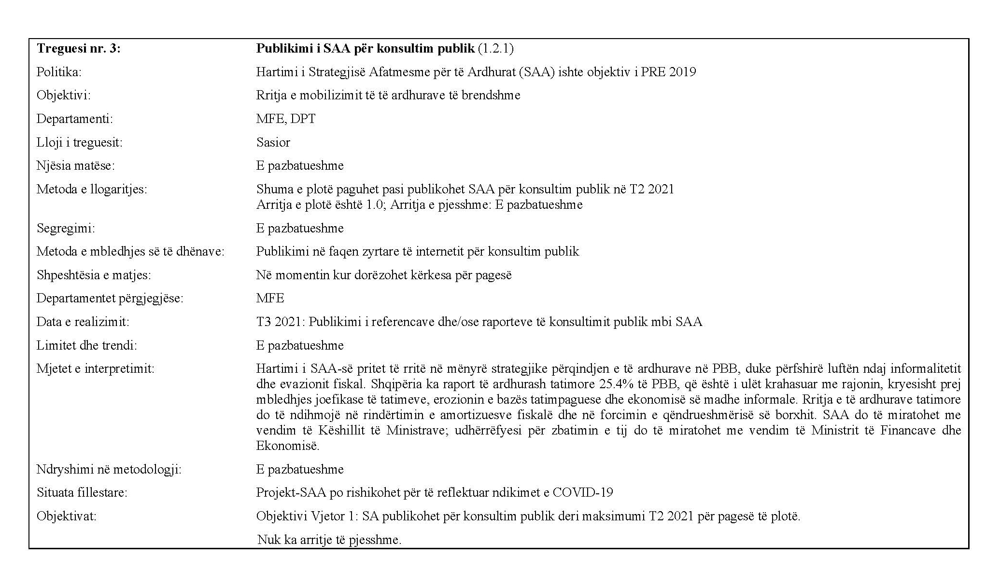 Treguesi nr. 3: Publikimi i SAA për konsultim publik (1.2.1)
Politika: Hartimi i Strategjisë Afatmesme për të Ardhurat (SAA) ishte objektiv i PRE 2019
Objektivi: Rritja e mobilizimit të të ardhurave të brendshme
Departamenti: MFE, DPT
Lloji i treguesit: Sasior
Njësia matëse: E pazbatueshme
Metoda e llogaritjes: Shuma e plotë paguhet pasi publikohet SAA për konsultim publik në T2 2021
Arritja e plotë është 1.0; Arritja e pjesshme: E pazbatueshme
Segregimi: E pazbatueshme
Metoda e mbledhjes së të dhënave: Publikimi në faqen zyrtare të internetit për konsultim publik
Shpeshtësia e matjes: Në momentin kur dorëzohet kërkesa për pagesë
Departamentet përgjegjëse: MFE
Data e realizimit: T3 2021: Publikimi i referencave dhe/ose raporteve të konsultimit publik mbi SAA
Limitet dhe trendi: E pazbatueshme
Mjetet e interpretimit: Hartimi i SAA-së pritet të rritë në mënyrë strategjike përqindjen e të ardhurave në PBB, duke përfshirë luftën ndaj informalitetit
dhe evazionit fiskal. Shqipëria ka raport të ardhurash tatimore 25.4% të PBB, që është i ulët krahasuar me rajonin, kryesisht prej
mbledhjes joefikase të tatimeve, erozionin e bazës tatimpaguese dhe ekonomisë së madhe informale. Rritja e të ardhurave tatimore
do të ndihmojë në rindërtimin e amortizuesve fiskalë dhe në forcimin e qëndrueshmërisë së borxhit. SAA do të miratohet me
vendim të Këshillit të Ministrave; udhërrëfyesi për zbatimin e tij do të miratohet me vendim të Ministrit të Financave dhe
Ekonomisë.
Ndryshimi në metodologji: E pazbatueshme
Situata fillestare: Projekt-SAA po rishikohet për të reflektuar ndikimet e COVID-19
Objektivat: Objektivi Vjetor 1: SA publikohet për konsultim publik deri maksimumi T2 2021 për pagesë të plotë.
Nuk ka arritje të pjesshme.